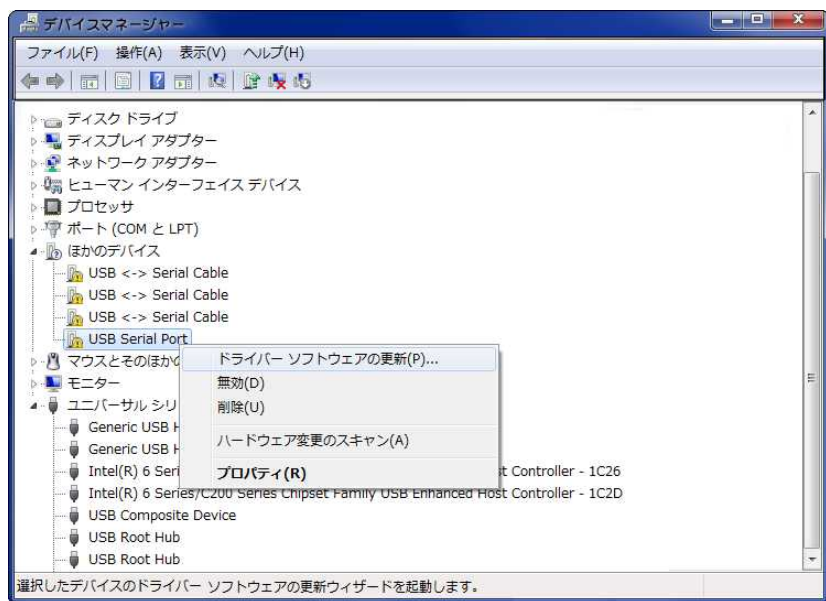 デバイスマネージャー
ファイル(F) 操作(A) 表示(V) ヘルプ(H)
ディスク ドライブ
ディスプレイ アダプター
ネットワーク アダプター
ヒューマン インターフェイス デバイス
プロセッサ
ポート (COM と LPT)
ほかのデバイス
USB <-> Serial Cable
USB <-> Serial Cable
USB <-> Serial Cable
USB Serial Port
マウスとそのほか
モニター
ユニバーサル シリ
Generic USB H
Generic USB H
Intel(R) 6 Seri t Controller - 1C26
Intel(R) 6 Series/C200 Series Chipset Family USB Enhanced Host Controller - 1C2D
USB Composite Device
USB Root Hub
USB Root Hub
ドライバー ソフトウェアの更新(P)...
無効(D)
削除(U)
ハードウェア変更のスキャン(A)
プロパティ(R)
選択したデバイスのドライバー ソフトウェアの更新ウィザードを起動します。